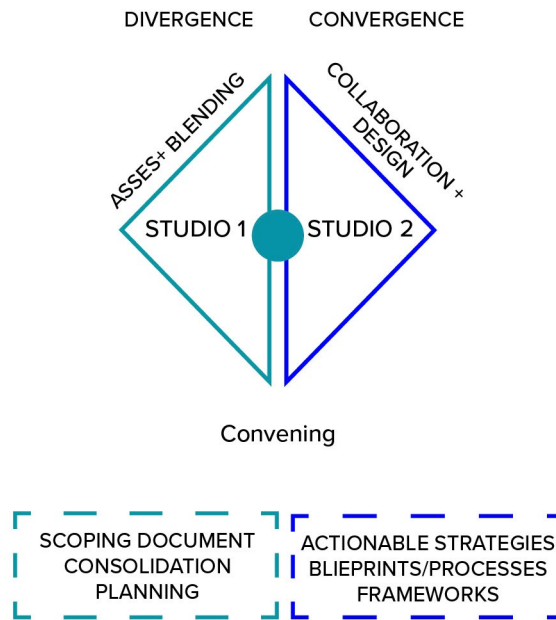 DIVERGENCE
CONVERGENCE
ASSES+ BLENDING
COLLABORATION +
DESIGN
STUDIO 1
STUDIO 2
Convening
SCOPING DOCUMENT
CONSOLIDATION
PLANNING
ACTIONABLE STRATEGIES
BLIEPRINTS/PROCESSES
FRAMEWORKS